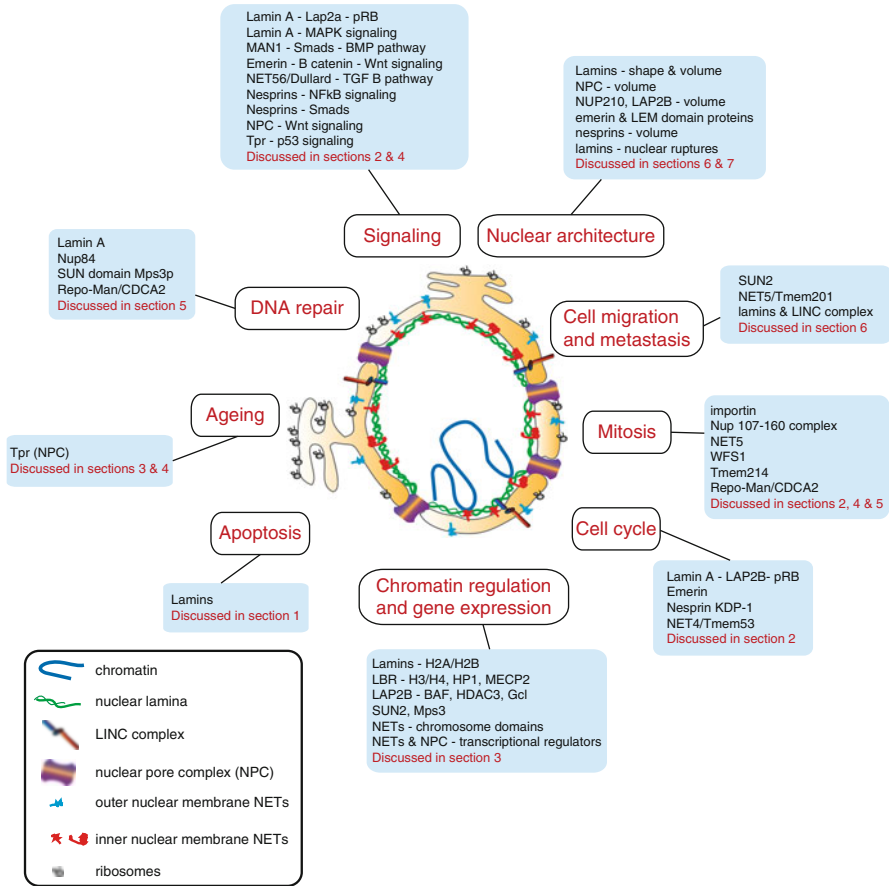 Lamin A - Lap2a - pRB
Lamin A - MAPK signaling
MAN1 - Smads - BMP pathway
Emerin - B catenin - Wnt signaling
NET56/Dullard - TGF B pathway
Nesprins - NFkB signaling
Nesprins - Smads
NPC - Wnt signaling
Tpr - p53 signaling
Discussed in sections 2 & 4
Lamins - shape & volume
NPC - volume
NUP210, LAP2B - volume
emerin & LEM domain proteins
nesprins - volume
lamins - nuclear ruptures
Discussed in sections 6 & 7
Signaling
Nuclear architecture
Lamin A
Nup84
SUN domain Mps3p
Repo-Man/CDCA2
Discussed in section 5
DNA repair
Cell migration
and metastasis
SUN2
NET5/Tmem201
lamins & LINC complex
Discussed in section 6
Ageing
Tpr (NPC)
Discussed in sections 3 & 4
Mitosis
importin
Nup 107-160 complex
NET5
WFS1
Tmem214
Repo-Man/CDCA2
Discussed in sections 2, 4 & 5
Apoptosis
Lamins
Discussed in section 1
Cell cycle
Lamin A - LAP2B- pRB
Emerin
Nesprin KDP-1
NET4/Tmem53
Discussed in section 2
Chromatin regulation
and gene expression
Lamins - H2A/H2B
LBR - H3/H4, HP1, MECP2
LAP2B - BAF, HDAC3, Gcl
SUN2, Mps3
NETs - chromosome domains
NETs & NPC - transcriptional regulators
Discussed in section 3
chromatin
nuclear lamina
LINC complex
nuclear pore complex (NPC)
outer nuclear membrane NETs
inner nuclear membrane NETs
ribosomes